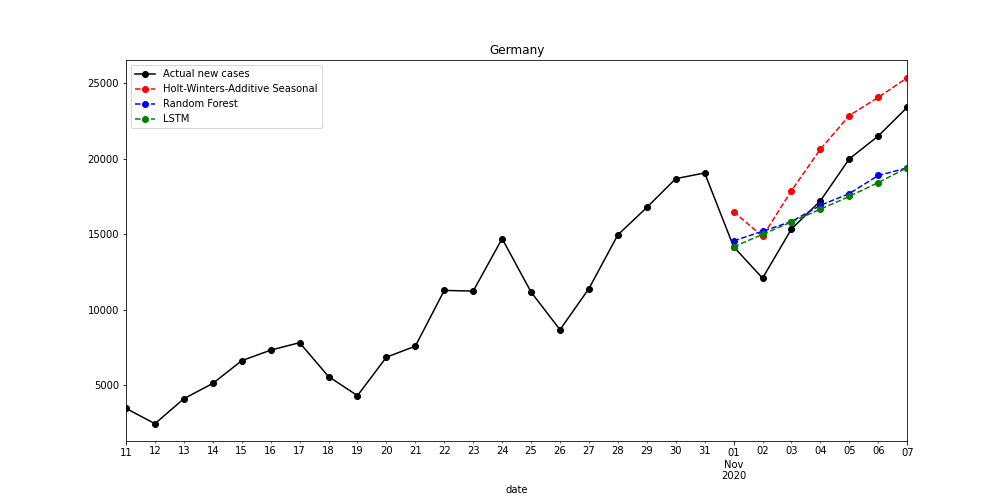 Germany
Actual new cases
Holt-Winters-Additive Seasonal
Random Forest
LSTM
25000
20000
15000
10000
5000
11 12 13 14 15 16 17 18 19 20 21 22 23 24 25 26 27 28 29 30 31 01 02 03 04 05 06 07
Nov
2020
date